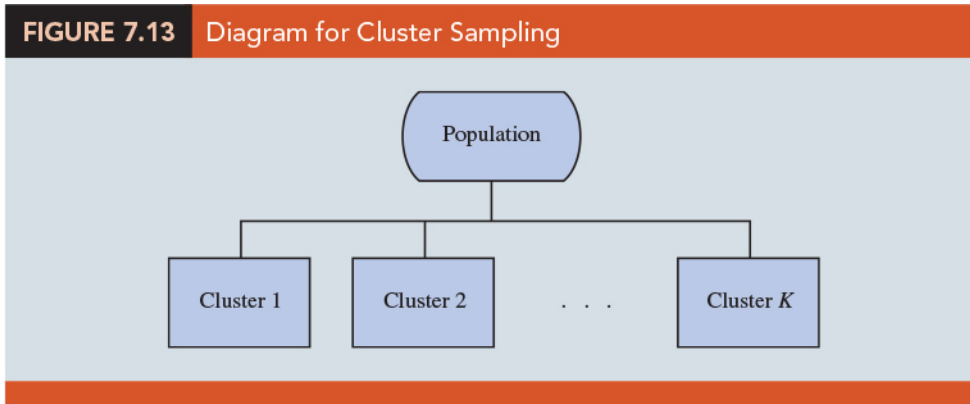 FIGURE 7.13 Diagram for Cluster Sampling
Population
Cluster 1 Cluster 2 . . . Cluster K